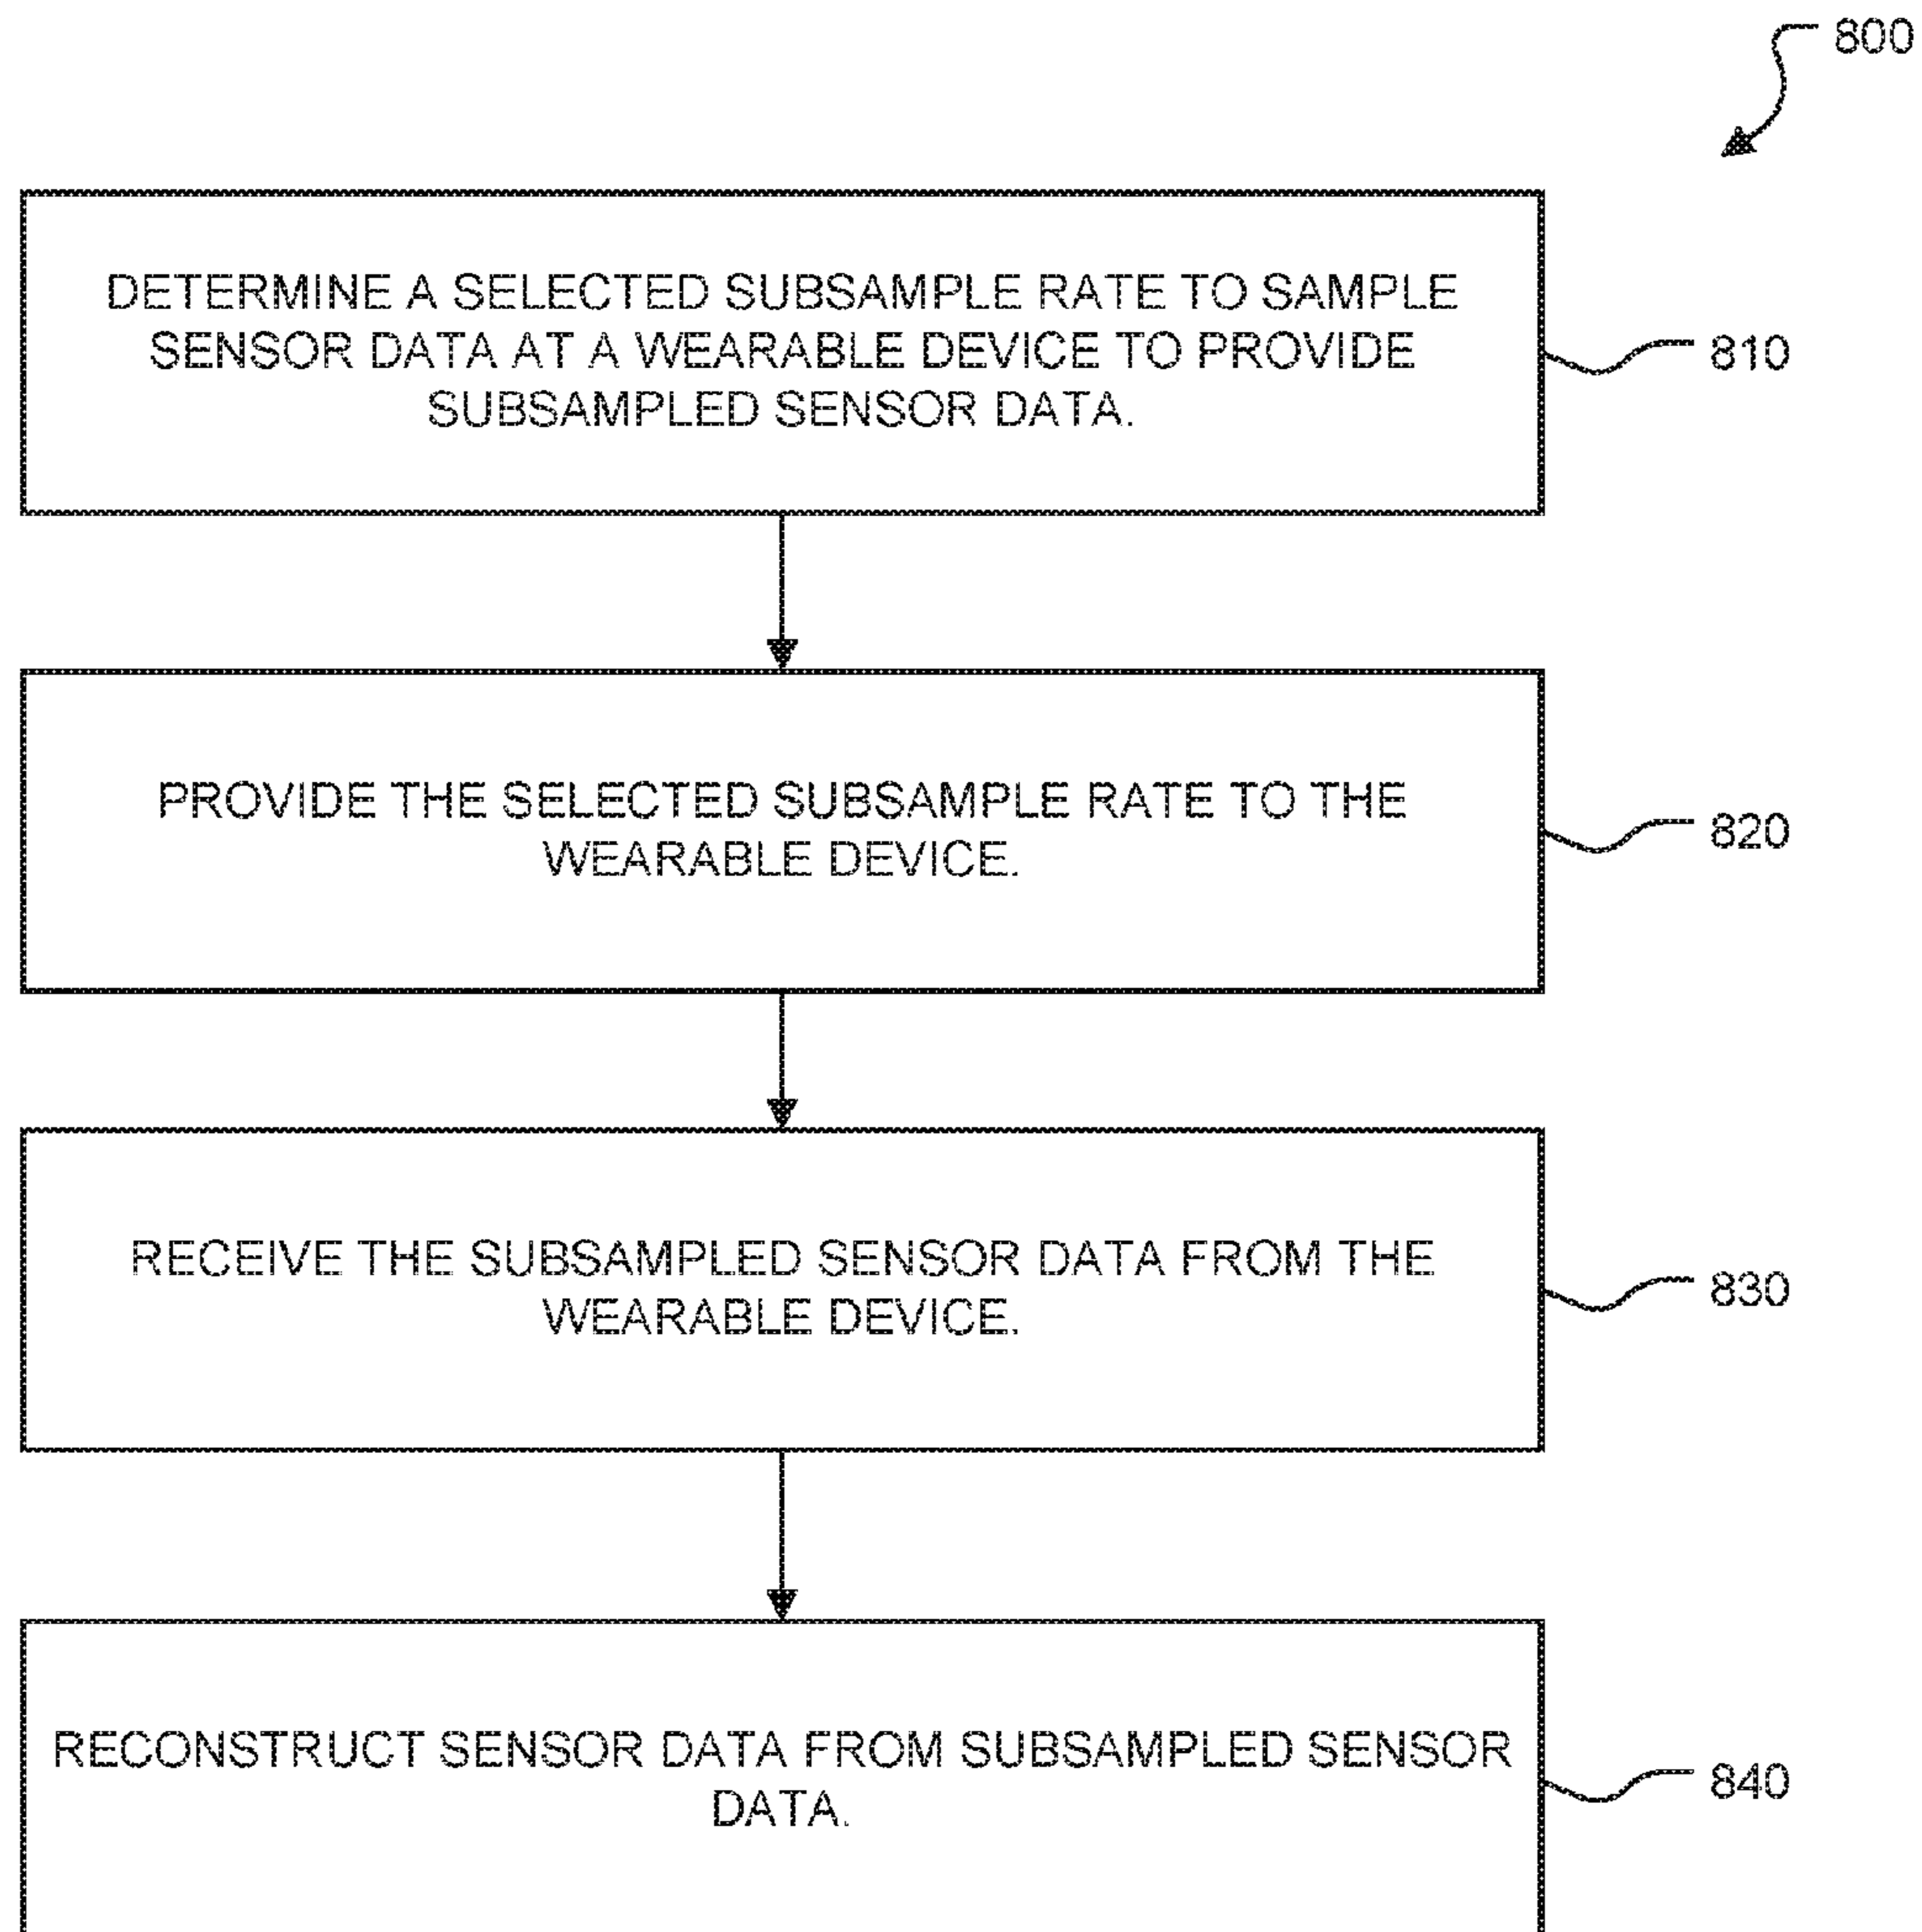 800
DETERMINE A SELECTED SUBSAMPLE RATE TO SAMPLE
SENSOR DATA AT A WEARABLE DEVICE TO PROVIDE
SUBSAMPLED SENSOR DATA.
810
PROVIDE THE SELECTED SUBSAMPLE RATE TO THE
WEARABLE DEVICE.
820
RECEIVE THE SUBSAMPLED SENSOR DATA FROM THE
WEARABLE DEVICE.
830
RECONSTRUCT SENSOR DATA FROM SUBSAMPLED SENSOR
DATA.
840